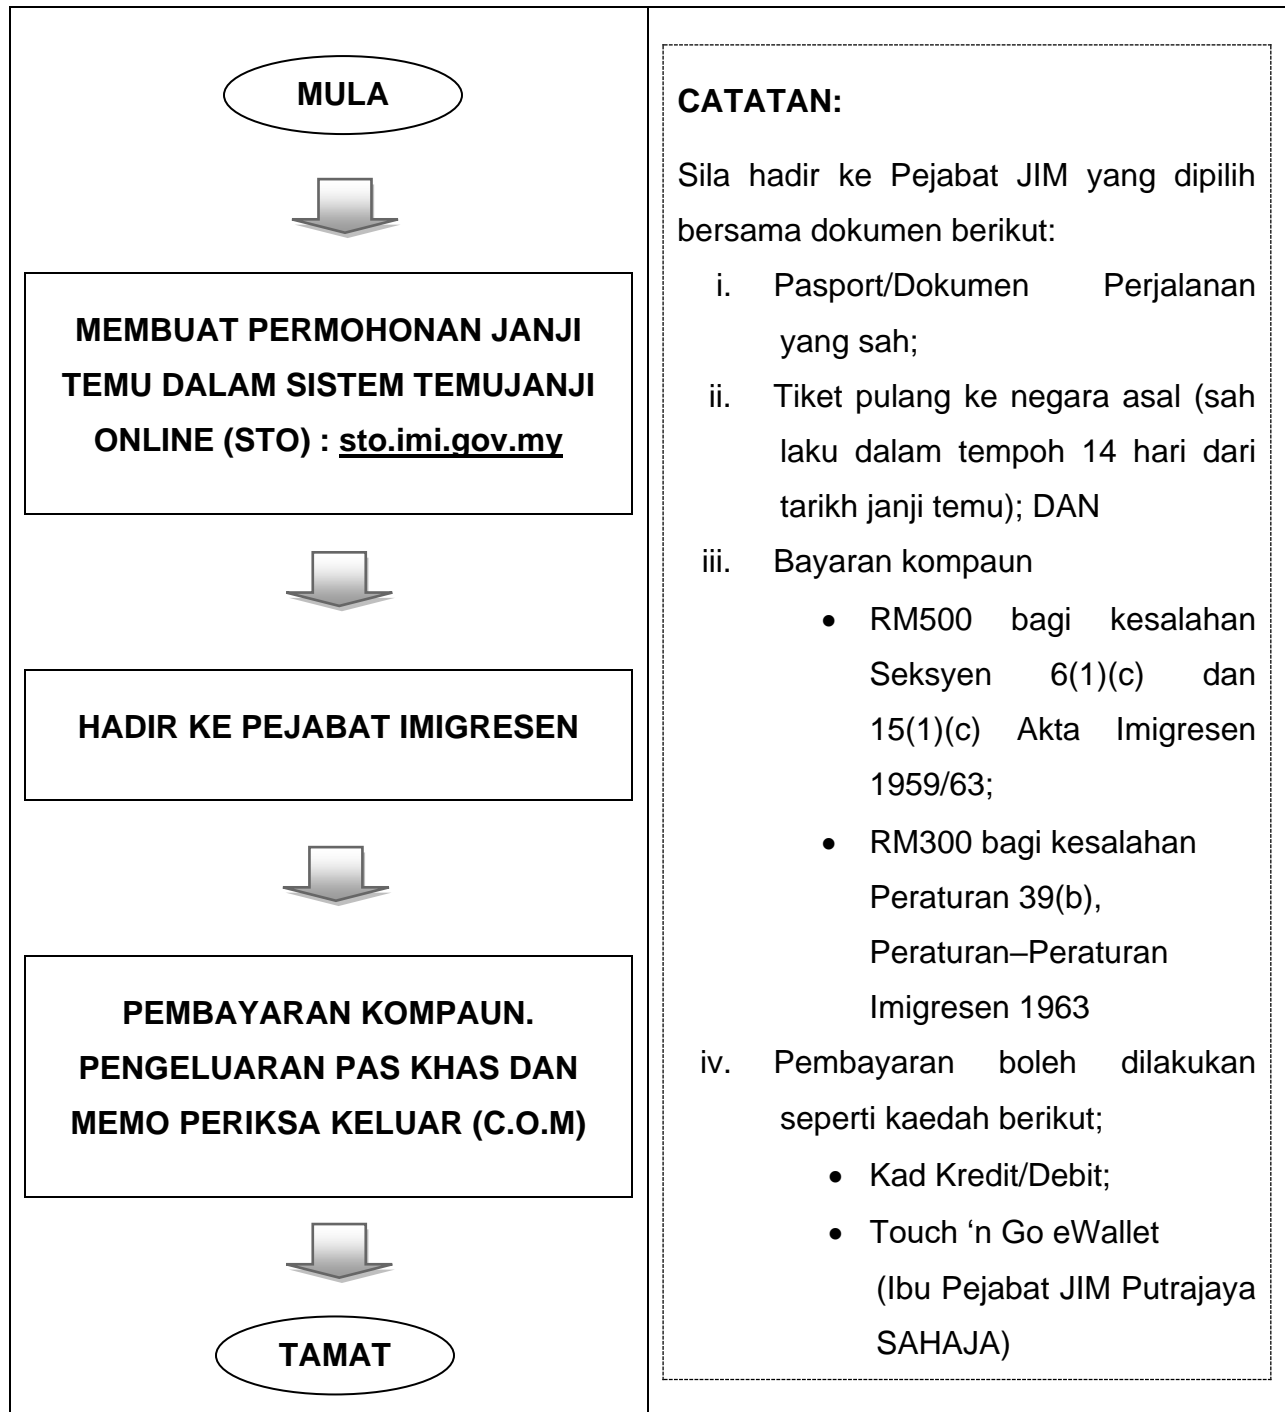 MULA
MEMBUAT PERMOHONAN JANJI
TEMU DALAM SISTEM TEMUJANJI
ONLINE (STO) : sto.imi.gov.my
HADIR KE PEJABAT IMIGRESEN
PEMBAYARAN KOMPAUN.
PENGELUARAN PAS KHAS DAN
MEMO PERIKSA KELUAR (C.O.M)
TAMAT
CATATAN:
Sila hadir ke Pejabat JIM yang dipilih
bersama dokumen berikut:
i. Pasport/Dokumen Perjalanan
yang sah;
ii. Tiket pulang ke negara asal (sah
laku dalam tempoh 14 hari dari
tarikh janji temu); DAN
iii. Bayaran kompaun
• RM500 bagi kesalahan
Seksyen 6(1)(c) dan
15(1)(c) Akta Imigresen
1959/63;
• RM300 bagi kesalahan
Peraturan 39(b),
Peraturan–Peraturan
Imigresen 1963
iv. Pembayaran boleh dilakukan
seperti kaedah berikut;
• Kad Kredit/Debit;
• Touch ‘n Go eWallet
(Ibu Pejabat JIM Putrajaya
SAHAJA)